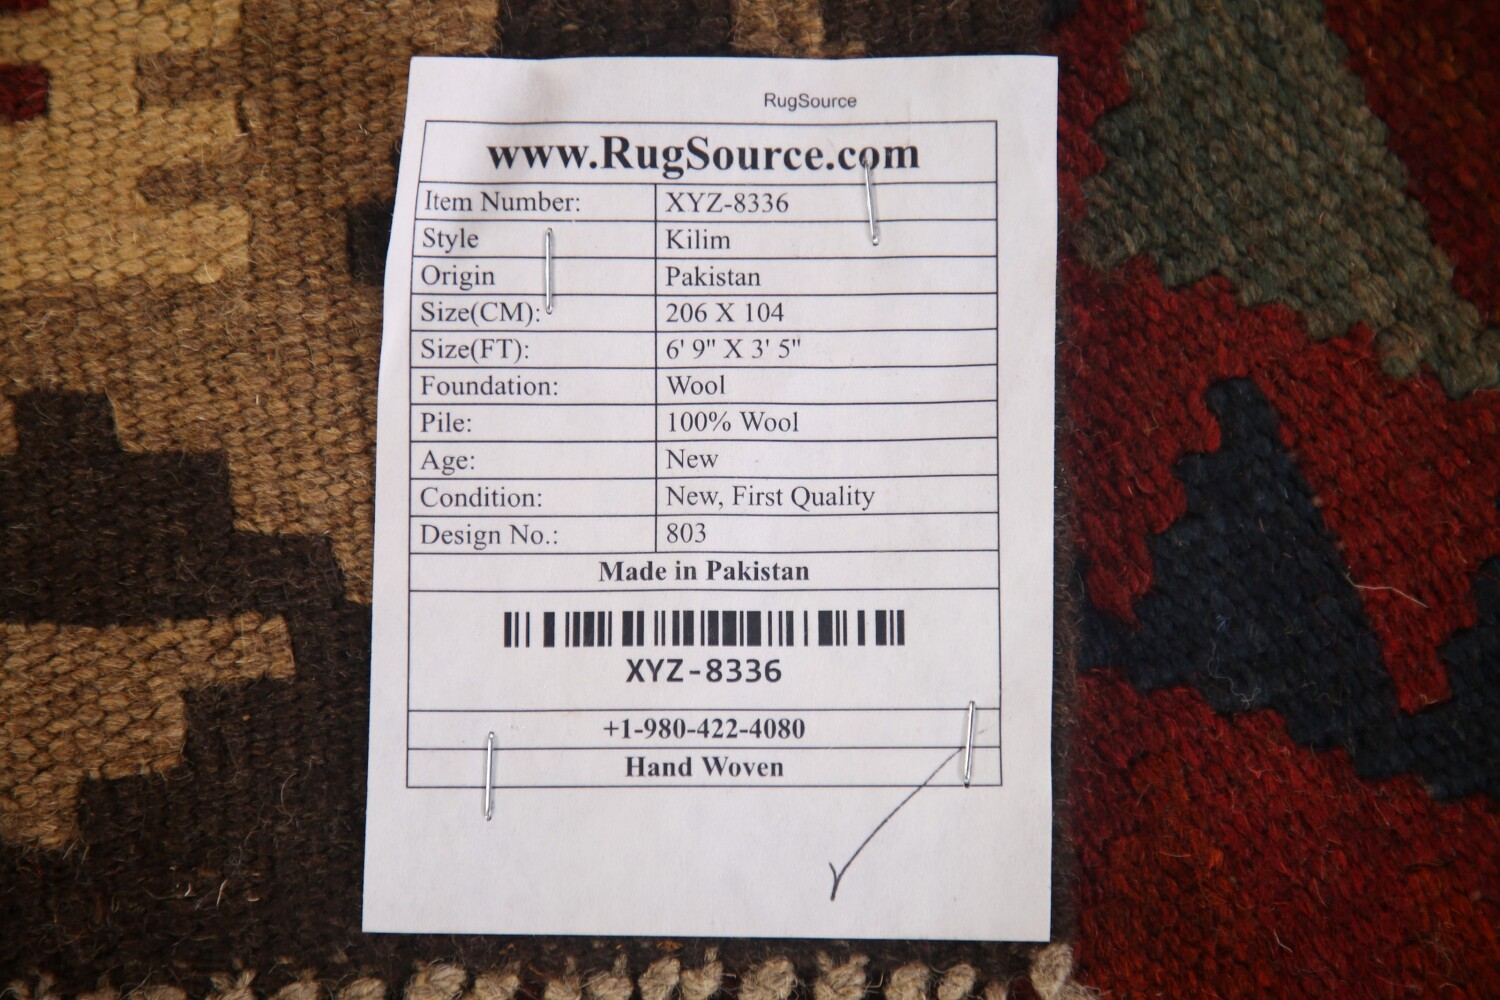 RugSource
www.RugSource.com
Item Number: XYZ-8336
Style Kilim
Origin Pakistan
Size(CM): 206 X 104
Size(FT): 6' 9" X 3' 5"
Foundation: Wool
Pile: 100% Wool
Age: New
Condition: New, First Quality
Design No.: 803
Made in Pakistan
XYZ-8336
+1-980-422-4080
Hand Woven